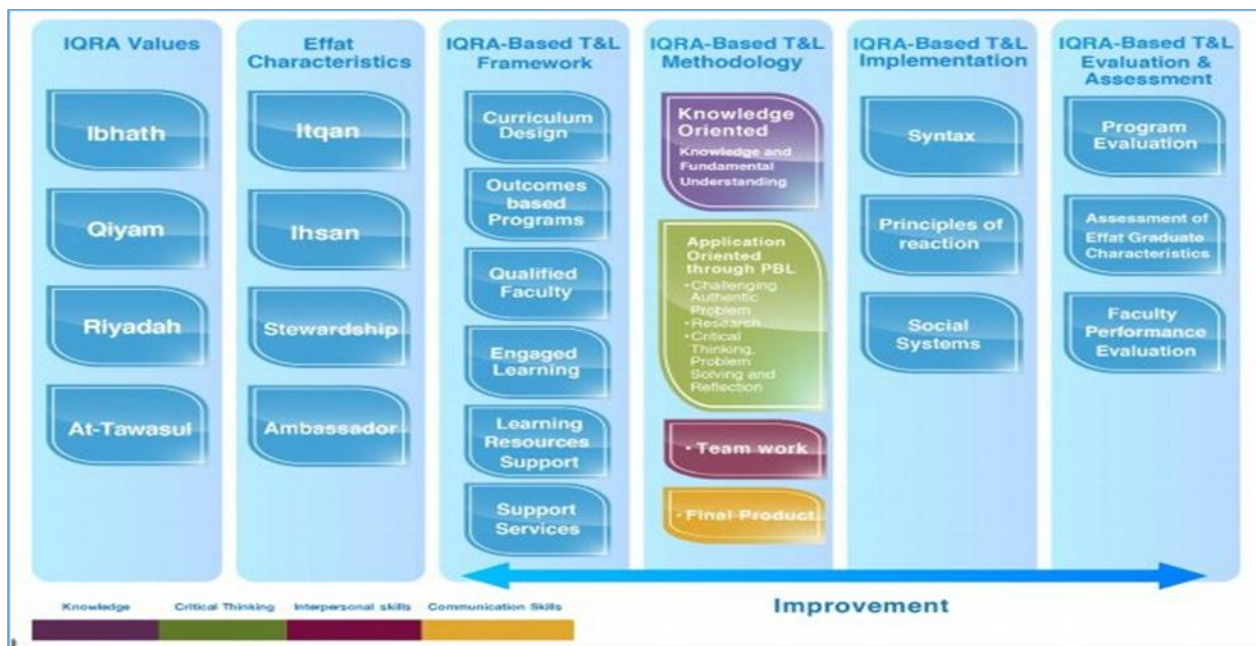 IQRA Values
Ibhath
Qiyam
Riyadah
At-Tawasul
Effat
Characteristics
Itqan
Ihsan
Stewardship
Ambassador
IQRA-Based T&L
Framework
Curriculum
Design
Outcomes
based
Programs
Qualified
Faculty
Engaged
Learning
Learning
Resources
Support
Support
Services
IQRA-Based T&L
Methodology
Knowledge
Oriented
Knowledge and
Fundamental
Understanding
Application
Oriented
through PBL
•Challenging
Authentic
Problem
•Research
•Critical
Thinking,
Problem
Solving and
Reflection
• Team work
• Final Product
IQRA-Based T&L
Implementation
Syntax
Principles of
reaction
Social
Systems
IQRA-Based T&L
Evaluation &
Assessment
Program
Evaluation
Assessment of
Effat Graduate
Characteristics
Faculty
Performance
Evaluation
Improvement
Knowledge
Critical Thinking
Interpersonal skills
Communication Skills